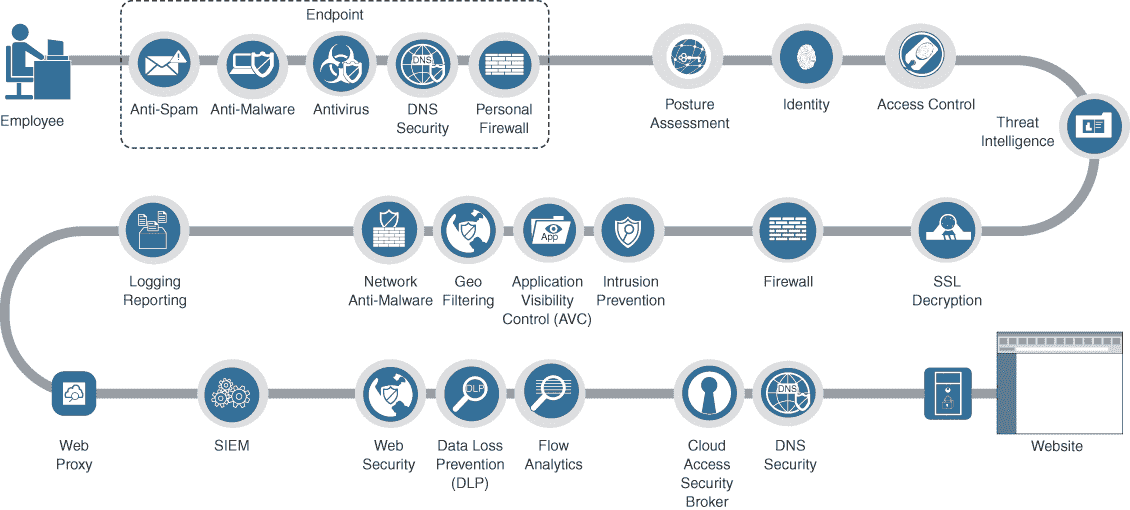 Endpoint
DNS
Employee
Anti-Spam
Anti-Malware
Antivirus
DNS
Security
Personal
Firewall
Posture
Assessment
Identity
Access Control
Threat
Intelligence
App
Logging
Reporting
Network
Anti-Malware
Geo
Filtering
Application
Visibility
Control (AVC)
Intrusion
Prevention
Firewall
SSL
Decryption
DLP
DNS
Web
Proxy
SIEM
Web
Security
Data Loss
Prevention
(DLP)
Flow
Analytics
Cloud
Access
Security
Broker
DNS
Security
Website